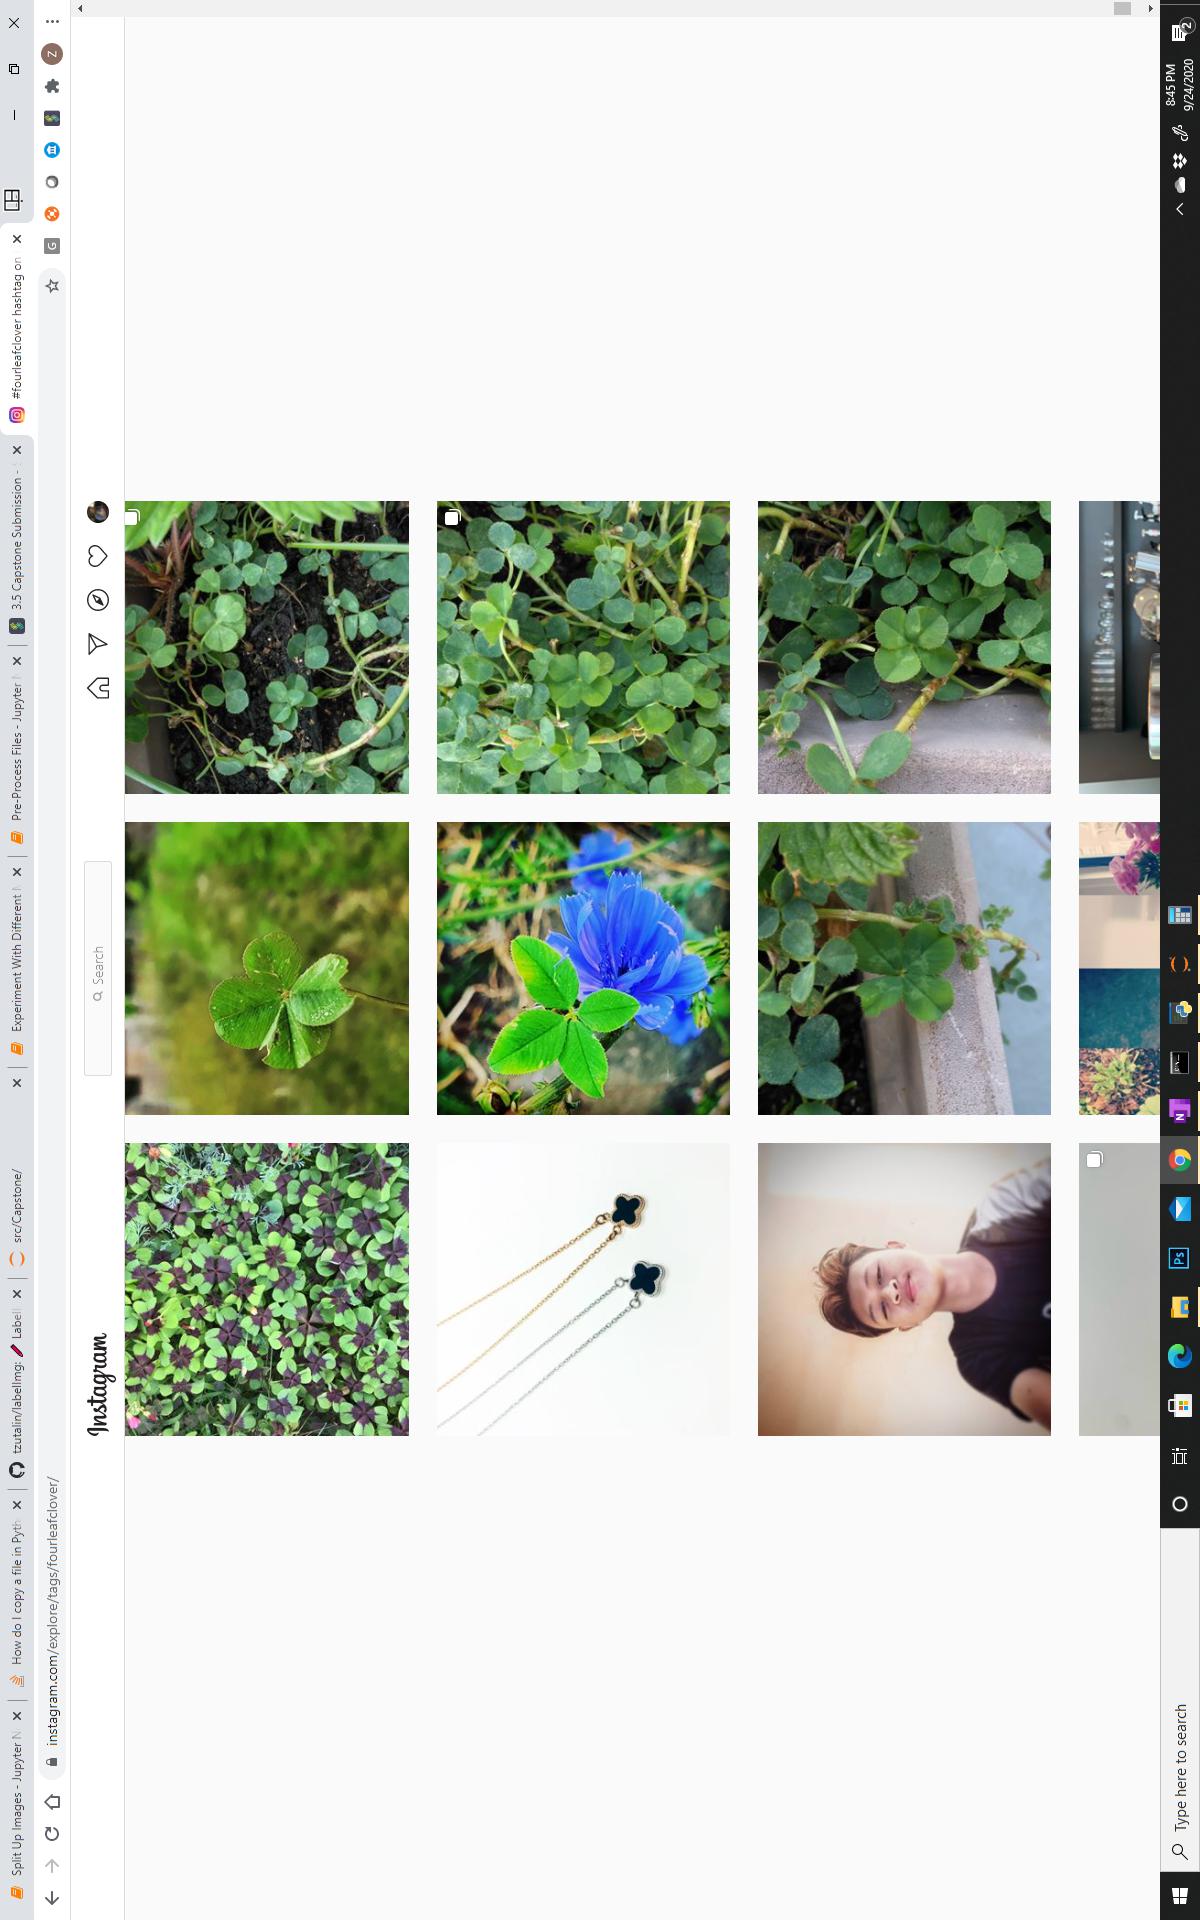 Split Up Images - Jupyter N
How do I copy a file in Pyth
tzutalin/labelImg: Labell
src/Capstone/
Experiment With Different N
Pre-Process Files - Jupyter
3.5 Capstone Submission -
#fourleafclover hashtag on
instagram.com/explore/tags/fourleafclover/
G
Z
Instagram
Search
Type here to search
Ps
N
8:45 PM
9/24/2020
2